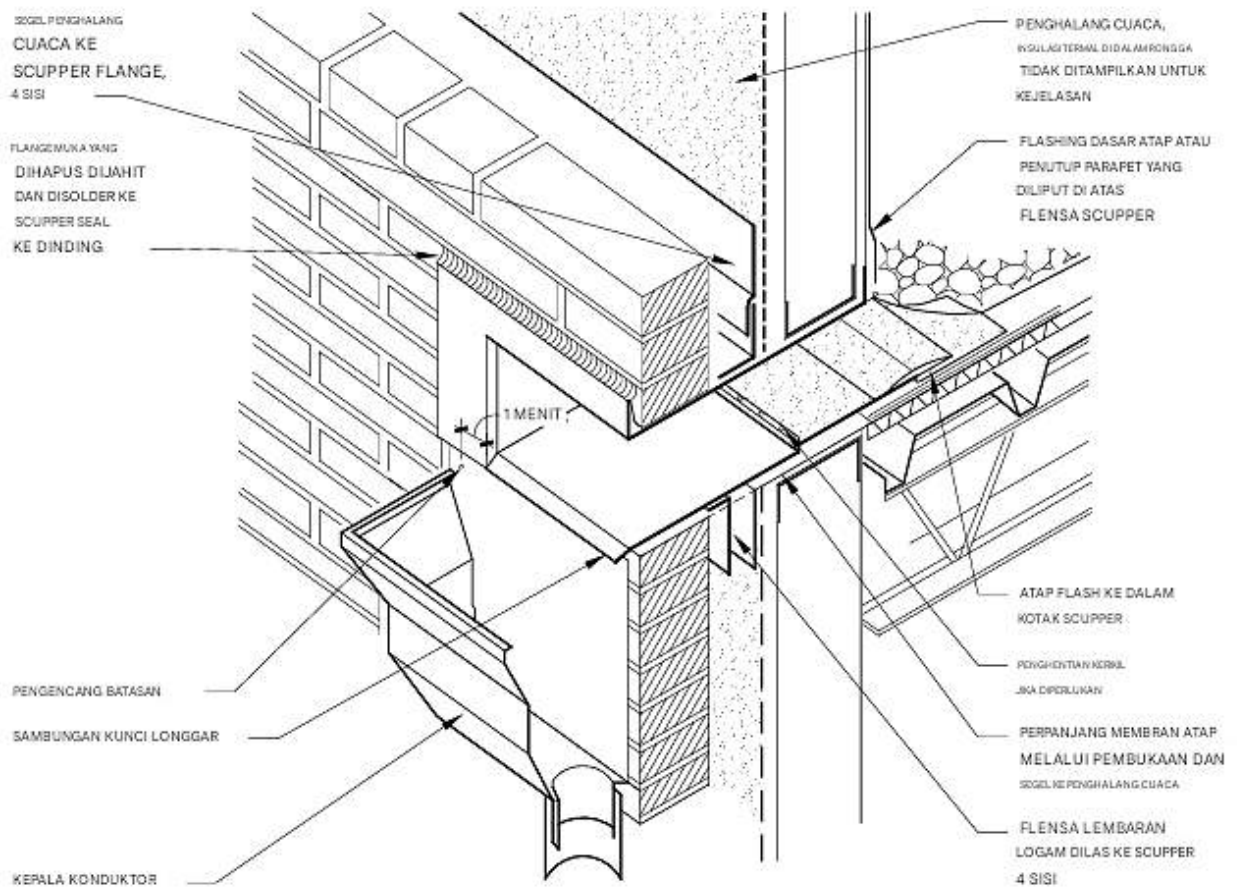 SEGEL PENGHALANG
CUACA KE
SCUPPER FLANGE,
4 SISI
FLANGE MUKA YANG
DIHAPUS DIJAHIT
DAN DISOLDER KE
SCUPPER SEAL
KE DINDING
1 MENIT
PENGENCANG BATASAN
SAMBUNGAN KUNCI LONGGAR
KEPALA KONDUKTOR
PENGHALANG CUACA,
INSULASI TERMAL DI DALAM RONGGA
TIDAK DITAMPILKAN UNTUK
KEJELASAN
FLASHING DASAR ATAP ATAU
PENUTUP PARAPET YANG
DILIPUT DI ATAS
FLENSA SCUPPER
ATAP FLASH KE DALAM
KOTAK SCUPPER
PENGHENTIAN KERIKIL
JIKA DIPERLUKAN
PERPANJANG MEMBRAN ATAP
MELALUI PEMBUKAAN DAN
SEGEL KE PENGHALANG CUACA
FLENSA LEMBARAN
LOGAM DILAS KE SCUPPER
4 SISI